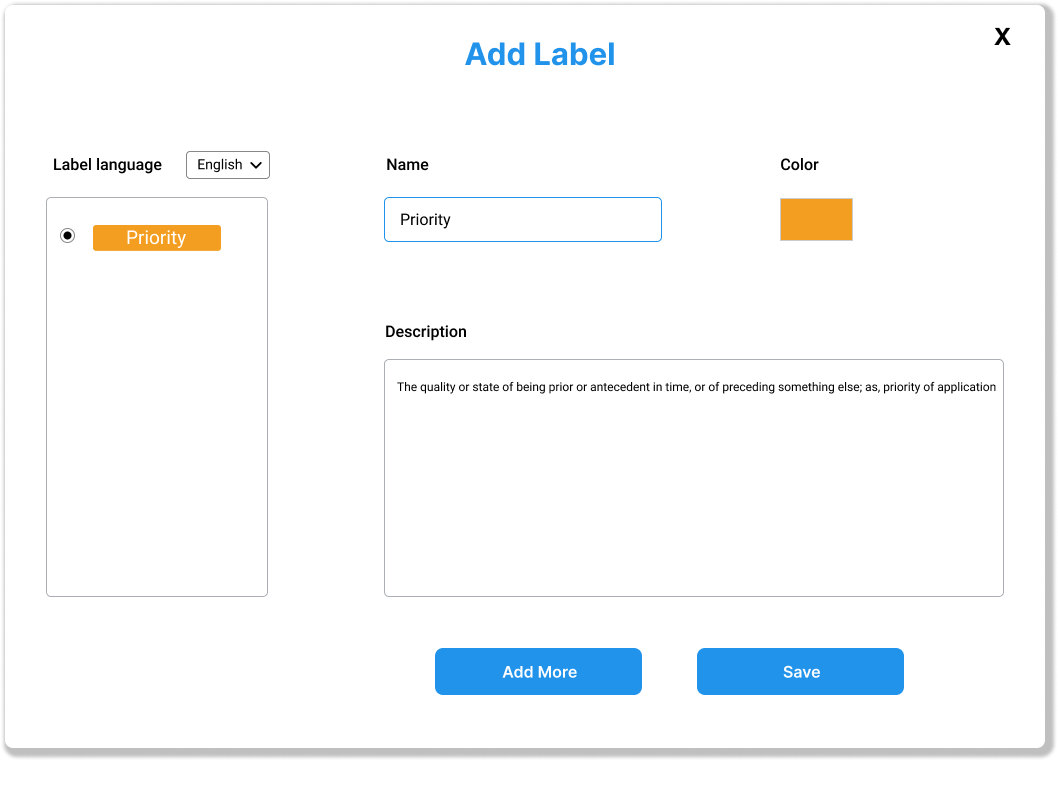 X
Add Label
Label language
English
Name
Color
Priority
Priority
Description
The quality or state of being prior or antecedent in time, or of preceding something else; as, priority of application
Add More
Save